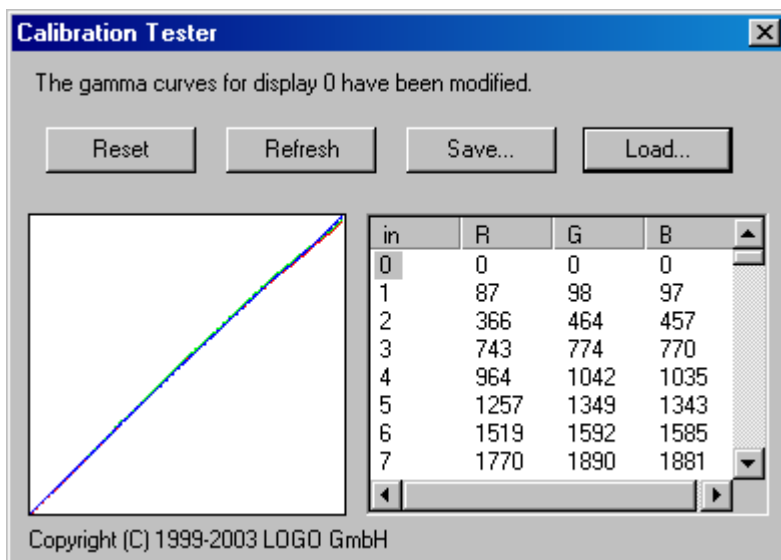 Calibration Tester
The gamma curves for display 0 have been modified.
Reset Refresh Save... Load...
in R G B
0 0 0 0
1 87 98 97
2 366 464 457
3 743 774 770
4 964 1042 1035
5 1257 1349 1343
6 1519 1592 1585
7 1770 1890 1881
Copyright (C) 1999-2003 LOGO GmbH